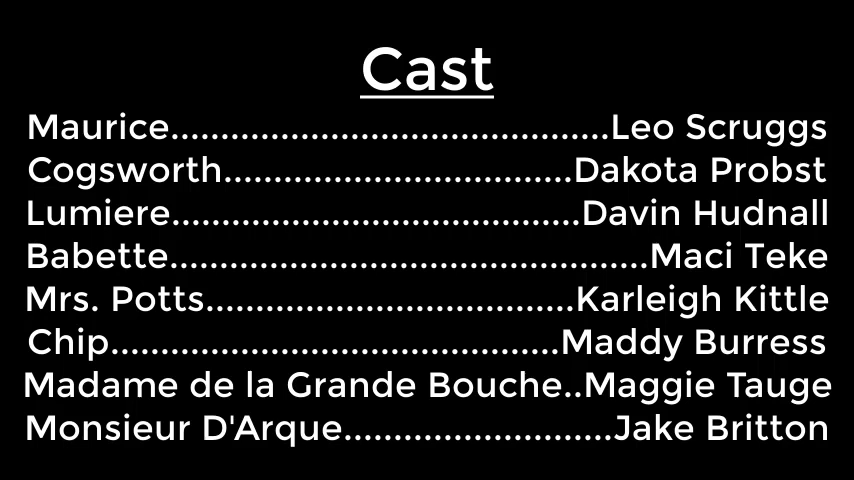 Cast
Maurice...........................................Leo Scruggs
Cogsworth..................................Dakota Probst
Lumiere........................................Davin Hudnall
Babette...............................................Maci Teke
Mrs. Potts....................................Karleigh Kittle
Chip............................................Maddy Burress
Madame de la Grande Bouche..Maggie Tauge
Monsieur D'Arque..........................Jake Britton